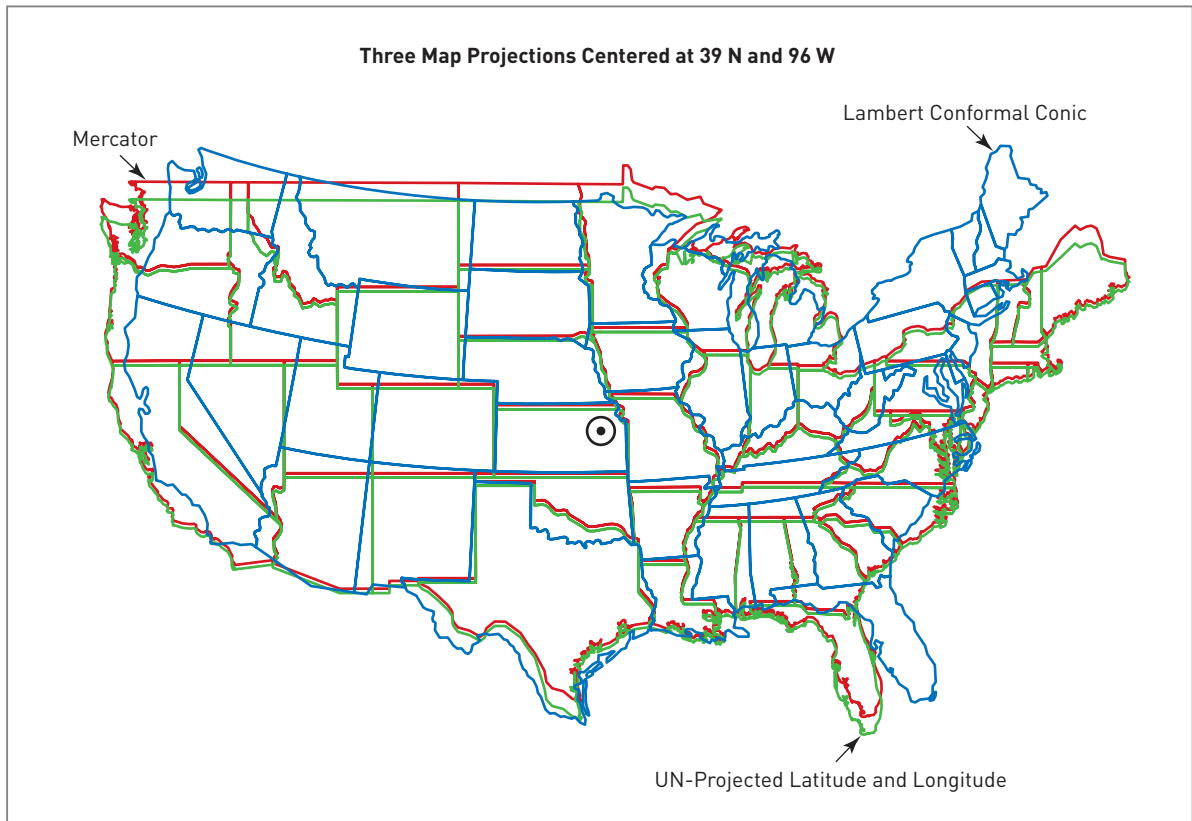 Three Map Projections Centered at 39 N and 96 W
Lambert Conformal Conic
Mercator
UN-Projected Latitude and Longitude